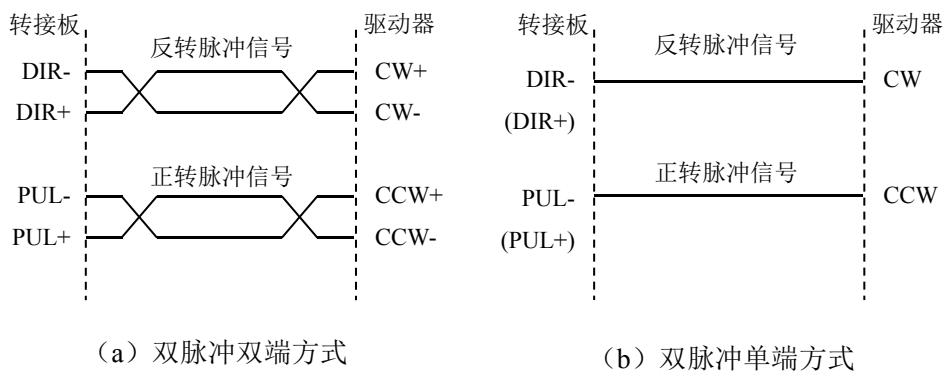 转接板
驱动器
反转脉冲信号
DIR-
CW+
DIR+
CW-
正转脉冲信号
PUL-
CCW+
PUL+
CCW-
（a）双脉冲双端方式
转接板
驱动器
反转脉冲信号
DIR-
CW
(DIR+)
正转脉冲信号
PUL-
CCW
(PUL+)
（b）双脉冲单端方式